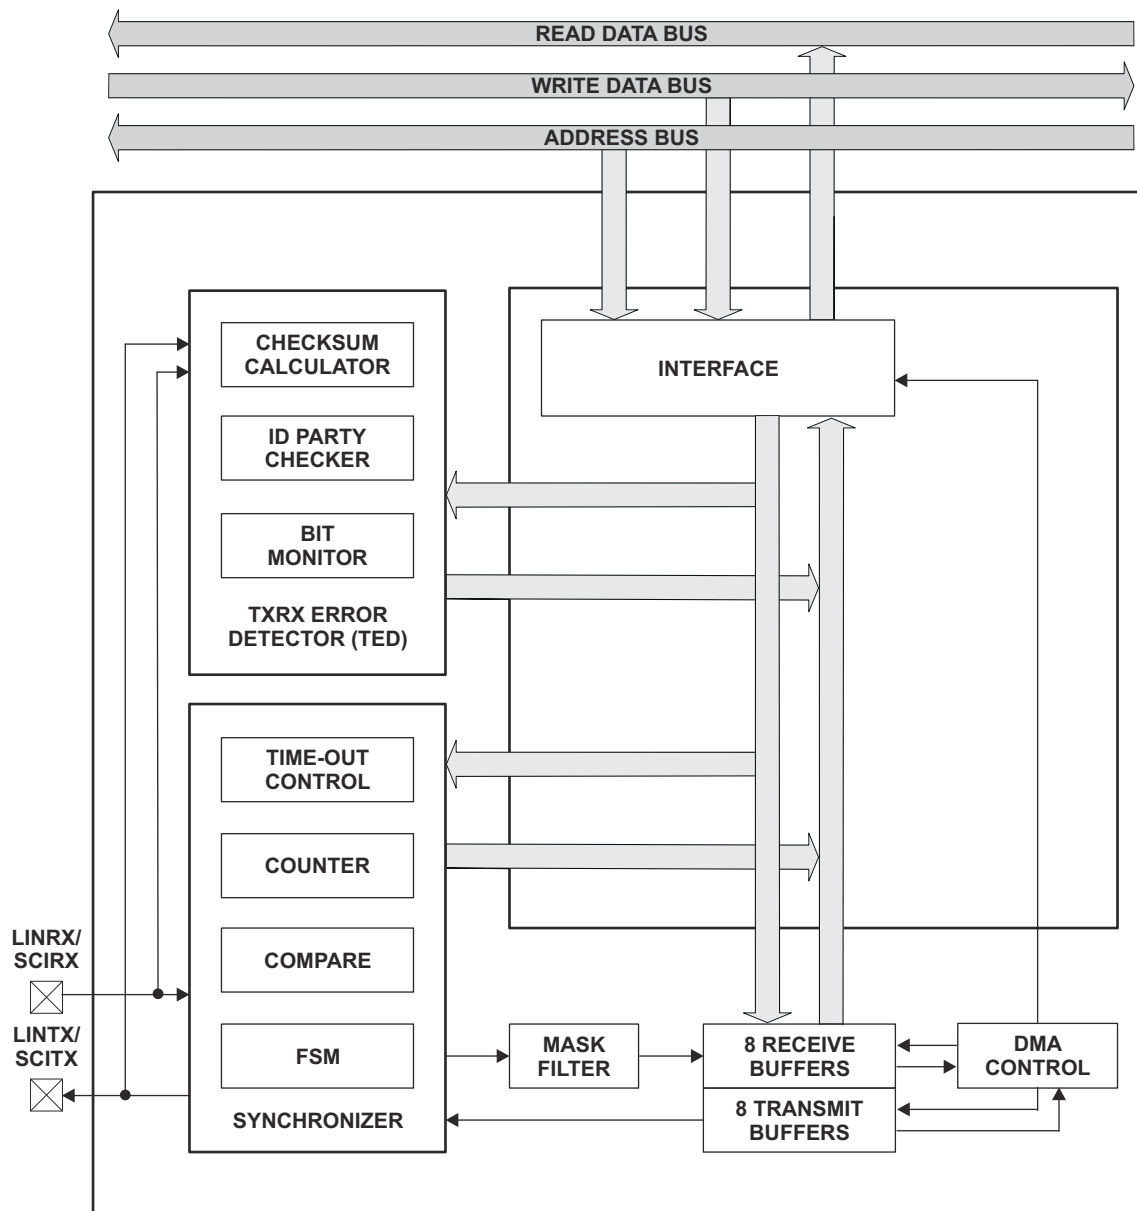 READ DATA BUS
WRITE DATA BUS
ADDRESS BUS
CHECKSUM
CALCULATOR
INTERFACE
ID PARTY
CHECKER
BIT
MONITOR
TXRX ERROR
DETECTOR (TED)
TIME-OUT
CONTROL
COUNTER
COMPARE
LINRX/
SCIRX
LINTX/
SCITX
FSM
SYNCHRONIZER
MASK
FILTER
8 RECEIVE
BUFFERS
8 TRANSMIT
BUFFERS
DMA
CONTROL